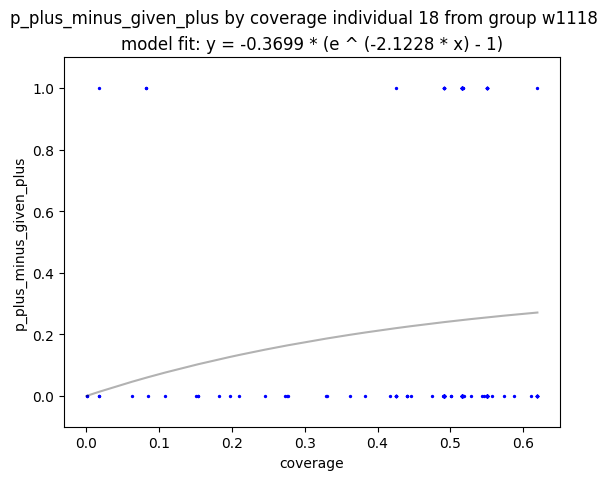 p_plus_minus_given_plus by coverage individual 18 from group w1118
model fit: y = -0.3699 * (e ^ (-2.1228 * x) - 1)
1.0
0.8
0.6
0.4
0.2
0.0
p_plus_minus_given_plus
0.0 0.1 0.2 0.3 0.4 0.5 0.6
coverage